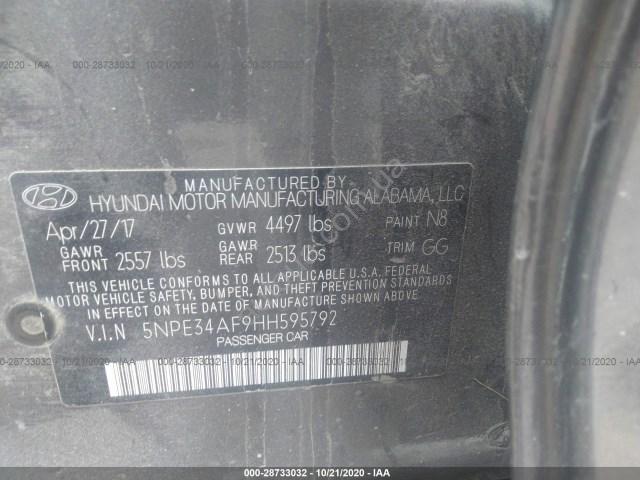 000-28733032 - 10/21/2020 - IAA
MANUFACTURED BY
HYUNDAI MOTOR MANUFACTURING ALABAMA, LLC
Apr/27/17 GVWR 4497 lbs PAINT N8
GAWR FRONT 2557 lbs GAWR REAR 2513 lbs TRIM GG
THIS VEHICLE CONFORMS TO ALL APPLICABLE U.S.A. FEDERAL
MOTOR VEHICLE SAFETY, BUMPER, AND THEFT PREVENTION STANDARDS
IN EFFECT ON THE DATE OF MANUFACTURE SHOWN ABOVE.
V.I.N 5NPE34AF9HH595792
PASSENGER CAR
000-28733032 - 10/21/2020 - IAA